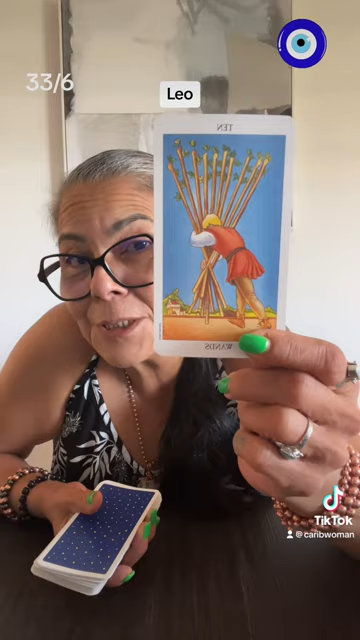 33/6
Leo
TEN
WANDS
TikTok
@caribwoman